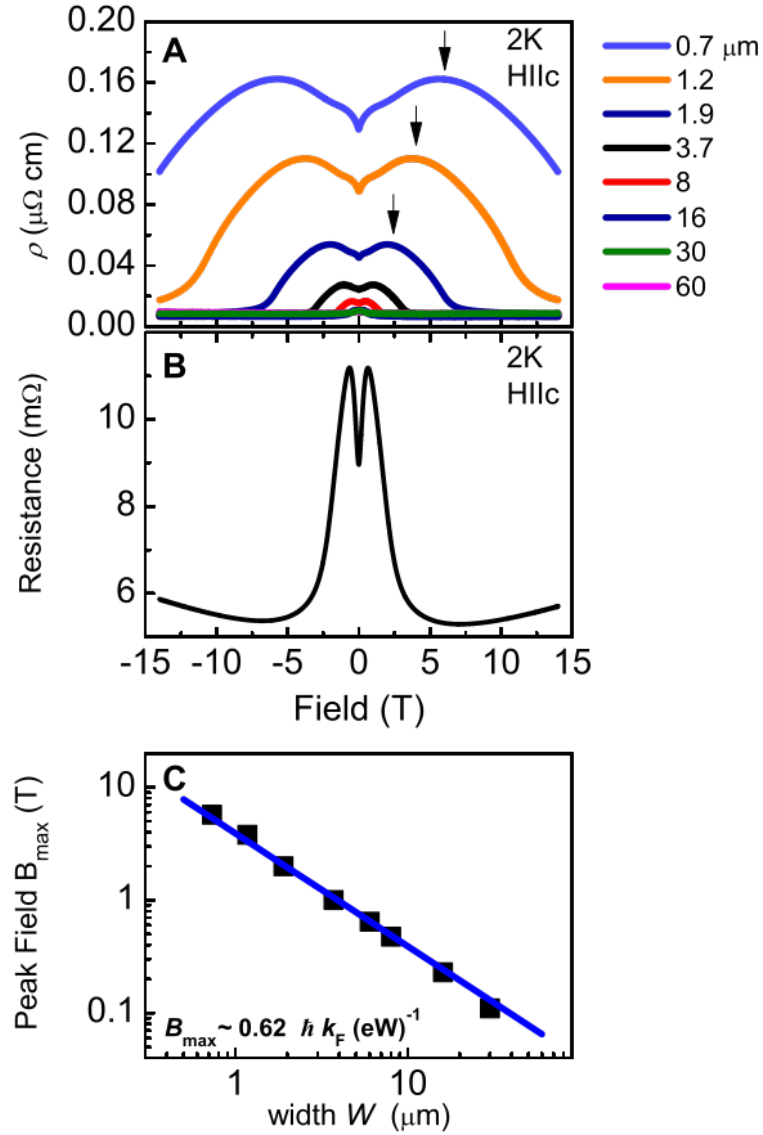 A
2K
HIIc
0.20
0.16
0.12
0.08
0.04
0.00
ρ (μΩ cm)
0.7 μm
1.2
1.9
3.7
8
16
30
60
B
2K
HIIc
10
8
6
Resistance (mΩ)
-15 -10 -5 0 5 10 15
Field (T)
C
10
1
0.1
Peak Field B_max (T)
B_max ~ 0.62 ℏ k_F (eW)^-1
1 10
width W (μm)